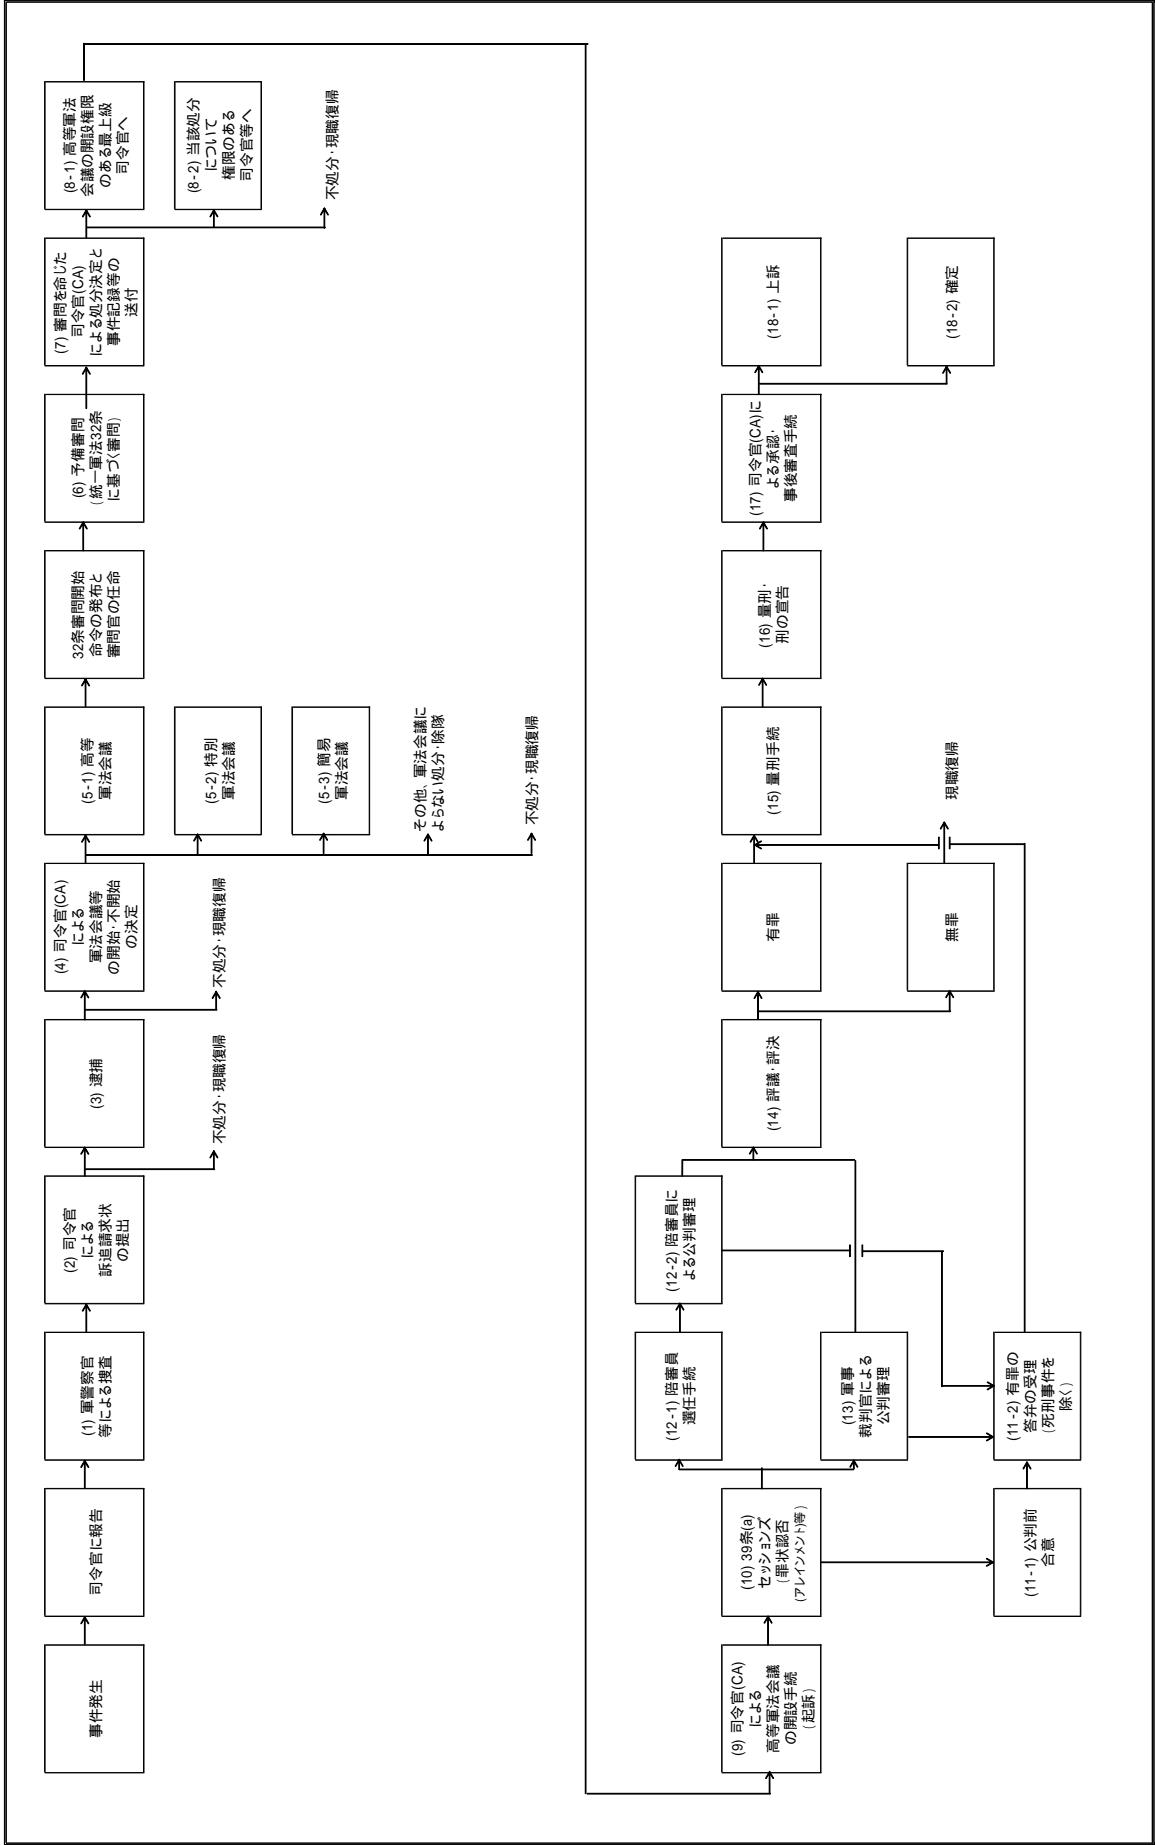 事件発生
司令官に報告
(1) 軍警察官
等による捜査
(2) 司令官
による
訴追請求状
の提出
不処分・現職復帰
(3) 逮捕
不処分・現職復帰
(4) 司令官(CA)
による
軍法会議等
の開始・不開始
の決定
(5-1) 高等
軍法会議
(5-2) 特別
軍法会議
(5-3) 簡易
軍法会議
その他、軍法会議に
よらない処分・除隊
不処分・現職復帰
32条審問開始
命令の発布と
審問官の任命
(6) 予備審問
(統一軍法32条
に基づく審問)
(7) 審問を命じた
司令官(CA)
による処分決定と
事件記録等の
送付
(8-1) 高等軍法
会議の開設権限
のある最上級
司令官へ
(8-2) 当該処分
について
権限のある
司令官等へ
不処分・現職復帰
(9) 司令官(CA)
による
高等軍法会議
の開設手続
(起訴)
(10) 39条(a)
セッションズ
(罪状認否
(アレインメント)等)
(11-1) 公判前
合意
(11-2) 有罪の
答弁の受理
(死刑事件を
除く)
(12-1) 陪審員
選任手続
(12-2) 陪審員に
よる公判審理
(13) 軍事
裁判官による
公判審理
(14) 評議・評決
有罪
無罪
現職復帰
(15) 量刑手続
(16) 量刑・
刑の宣告
(17) 司令官(CA)に
よる承認・
事後審査手続
(18-1) 上訴
(18-2) 確定